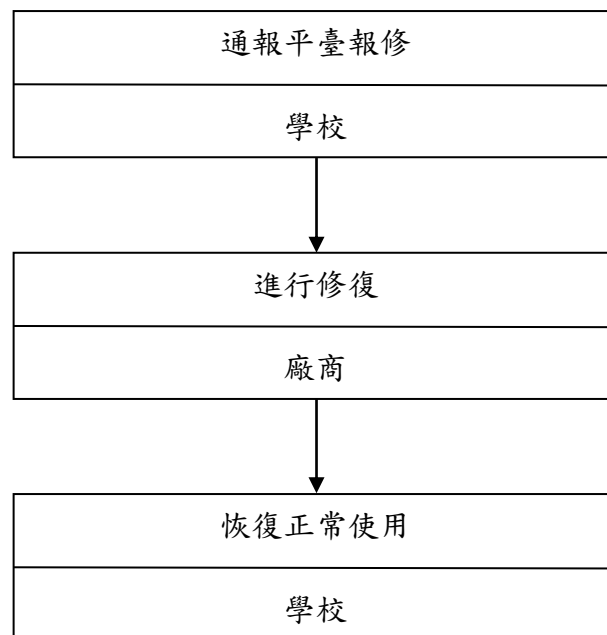 通報平臺報修
學校
進行修復
廠商
恢復正常使用
學校